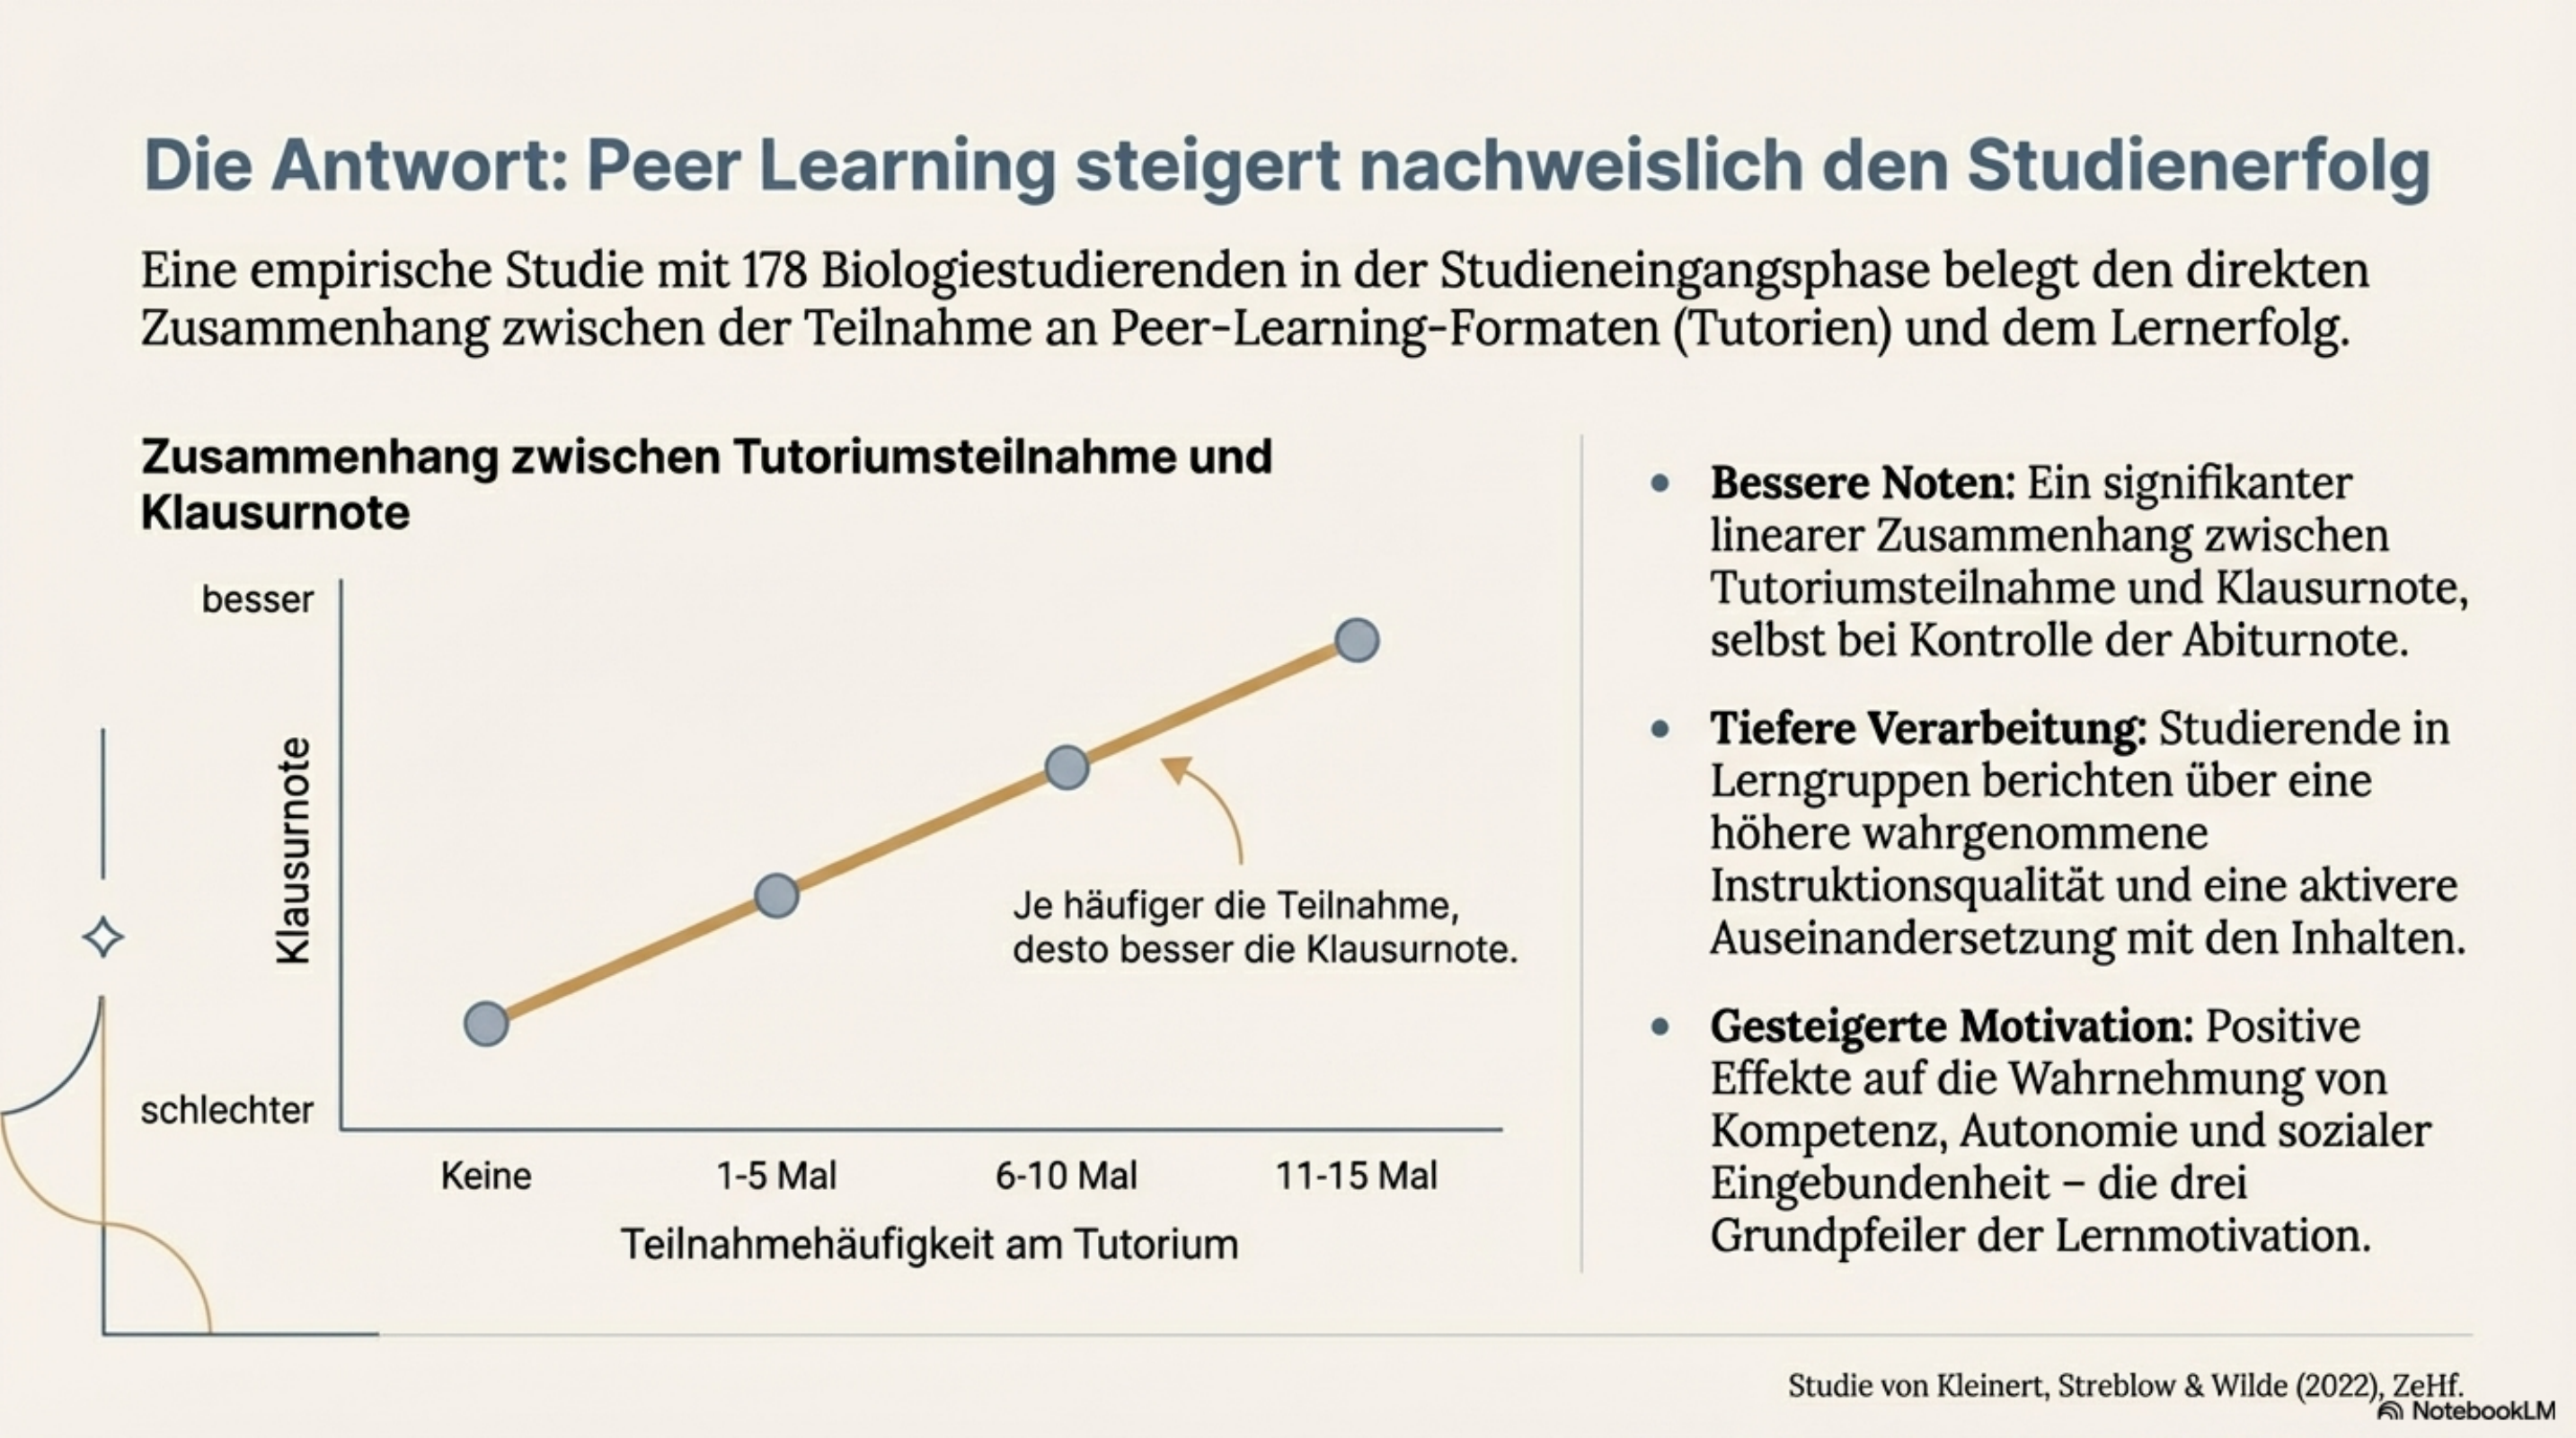 Die Antwort: Peer Learning steigert nachweislich den Studienerfolg
Eine empirische Studie mit 178 Biologiestudierenden in der Studieneingangsphase belegt den direkten
Zusammenhang zwischen der Teilnahme an Peer-Learning-Formaten (Tutorien) und dem Lernerfolg.
Zusammenhang zwischen Tutoriumsteilnahme und
Klausurnote
besser
Klausurnote
schlechter
Je häufiger die Teilnahme,
desto besser die Klausurnote.
Keine
1-5 Mal
6-10 Mal
11-15 Mal
Teilnahmehäufigkeit am Tutorium
• Bessere Noten: Ein signifikanter
linearer Zusammenhang zwischen
Tutoriumsteilnahme und Klausurnote,
selbst bei Kontrolle der Abiturnote.
• Tiefere Verarbeitung: Studierende in
Lerngruppen berichten über eine
höhere wahrgenommene
Instruktionsqualität und eine aktivere
Auseinandersetzung mit den Inhalten.
• Gesteigerte Motivation: Positive
Effekte auf die Wahrnehmung von
Kompetenz, Autonomie und sozialer
Eingebundenheit – die drei
Grundpfeiler der Lernmotivation.
Studie von Kleinert, Streblow & Wilde (2022), ZeHf.
NotebookLM